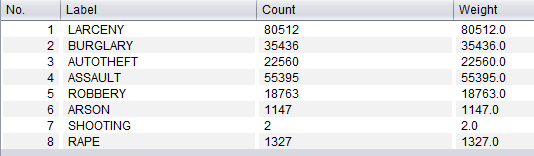 No. Label Count Weight
1 LARCENY 80512 80512.0
2 BURGLARY 35436 35436.0
3 AUTOTHEFT 22560 22560.0
4 ASSAULT 55395 55395.0
5 ROBBERY 18763 18763.0
6 ARSON 1147 1147.0
7 SHOOTING 2 2.0
8 RAPE 1327 1327.0